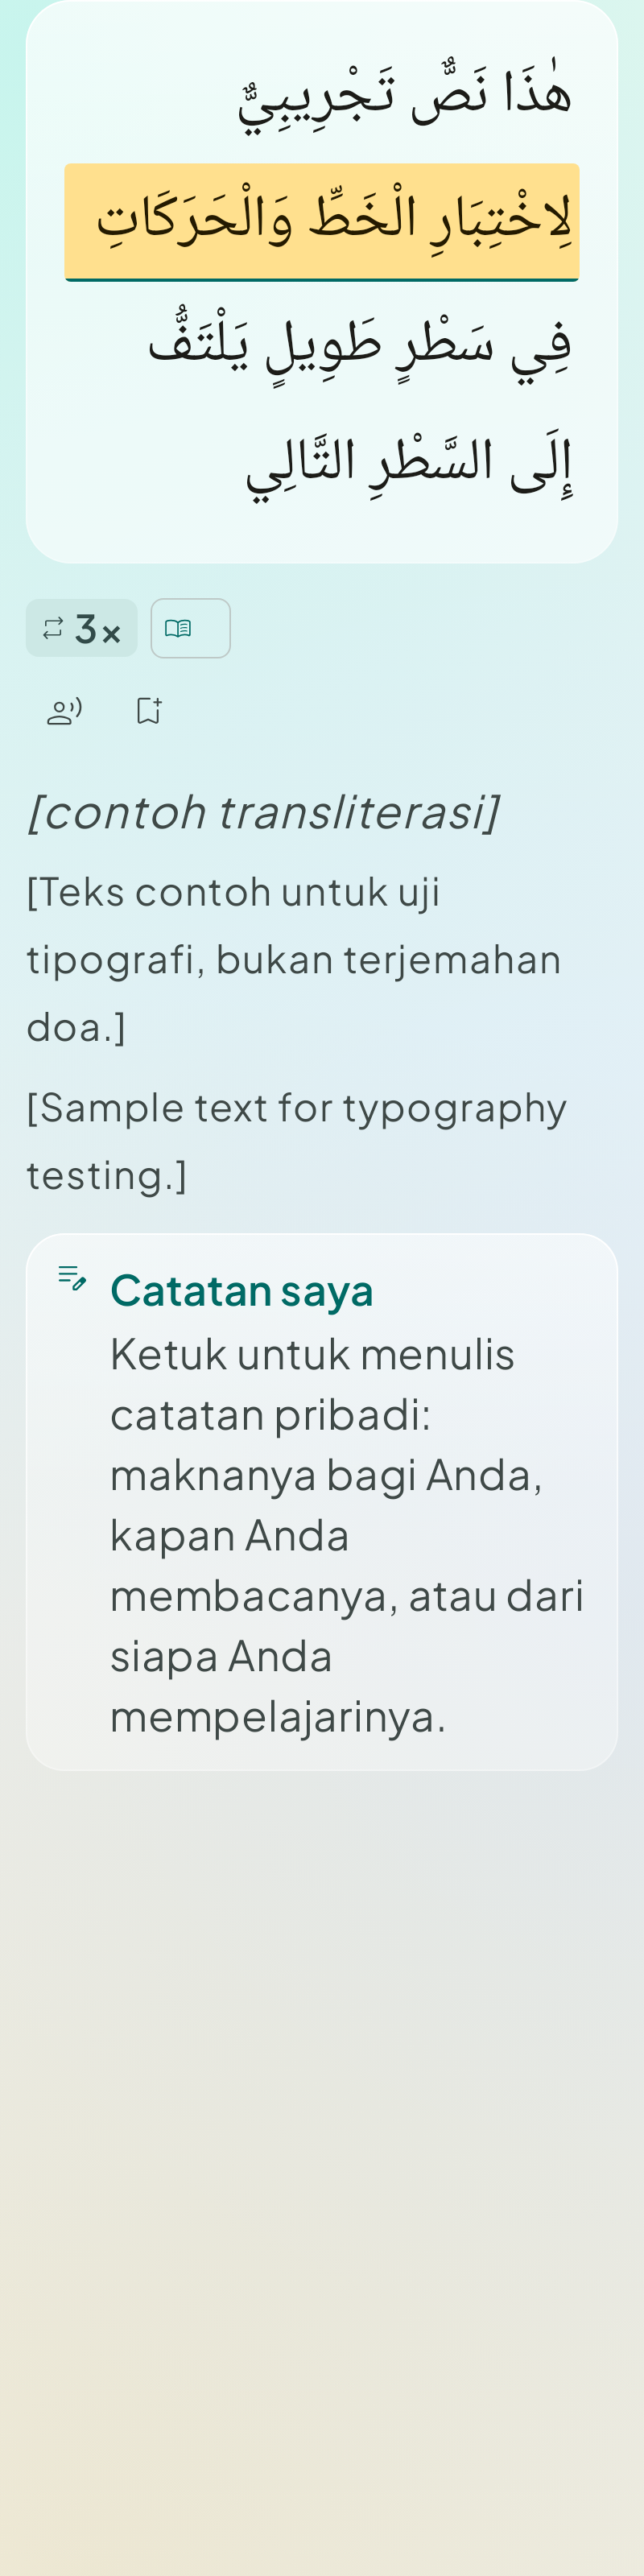 هٰذَا نَصٌّ تَجْرِيبِيٌّ
لِاخْتِبَارِ الْخَطِّ وَالْحَرَكَاتِ
فِي سَطْرٍ طَوِيلٍ يَلْتَفُّ
إِلَى السَّطْرِ التَّالِي
3×
[contoh transliterasi]
[Teks contoh untuk uji
tipografi, bukan terjemahan
doa.]
[Sample text for typography
testing.]
Catatan saya
Ketuk untuk menulis
catatan pribadi:
maknanya bagi Anda,
kapan Anda
membacanya, atau dari
siapa Anda
mempelajarinya.